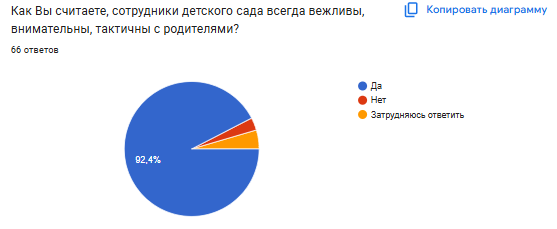 Как Вы считаете, сотрудники детского сада всегда вежливы,
внимательны, тактичны с родителями?
Копировать диаграмму
66 ответов
Да
Нет
Затрудняюсь ответить
92,4%